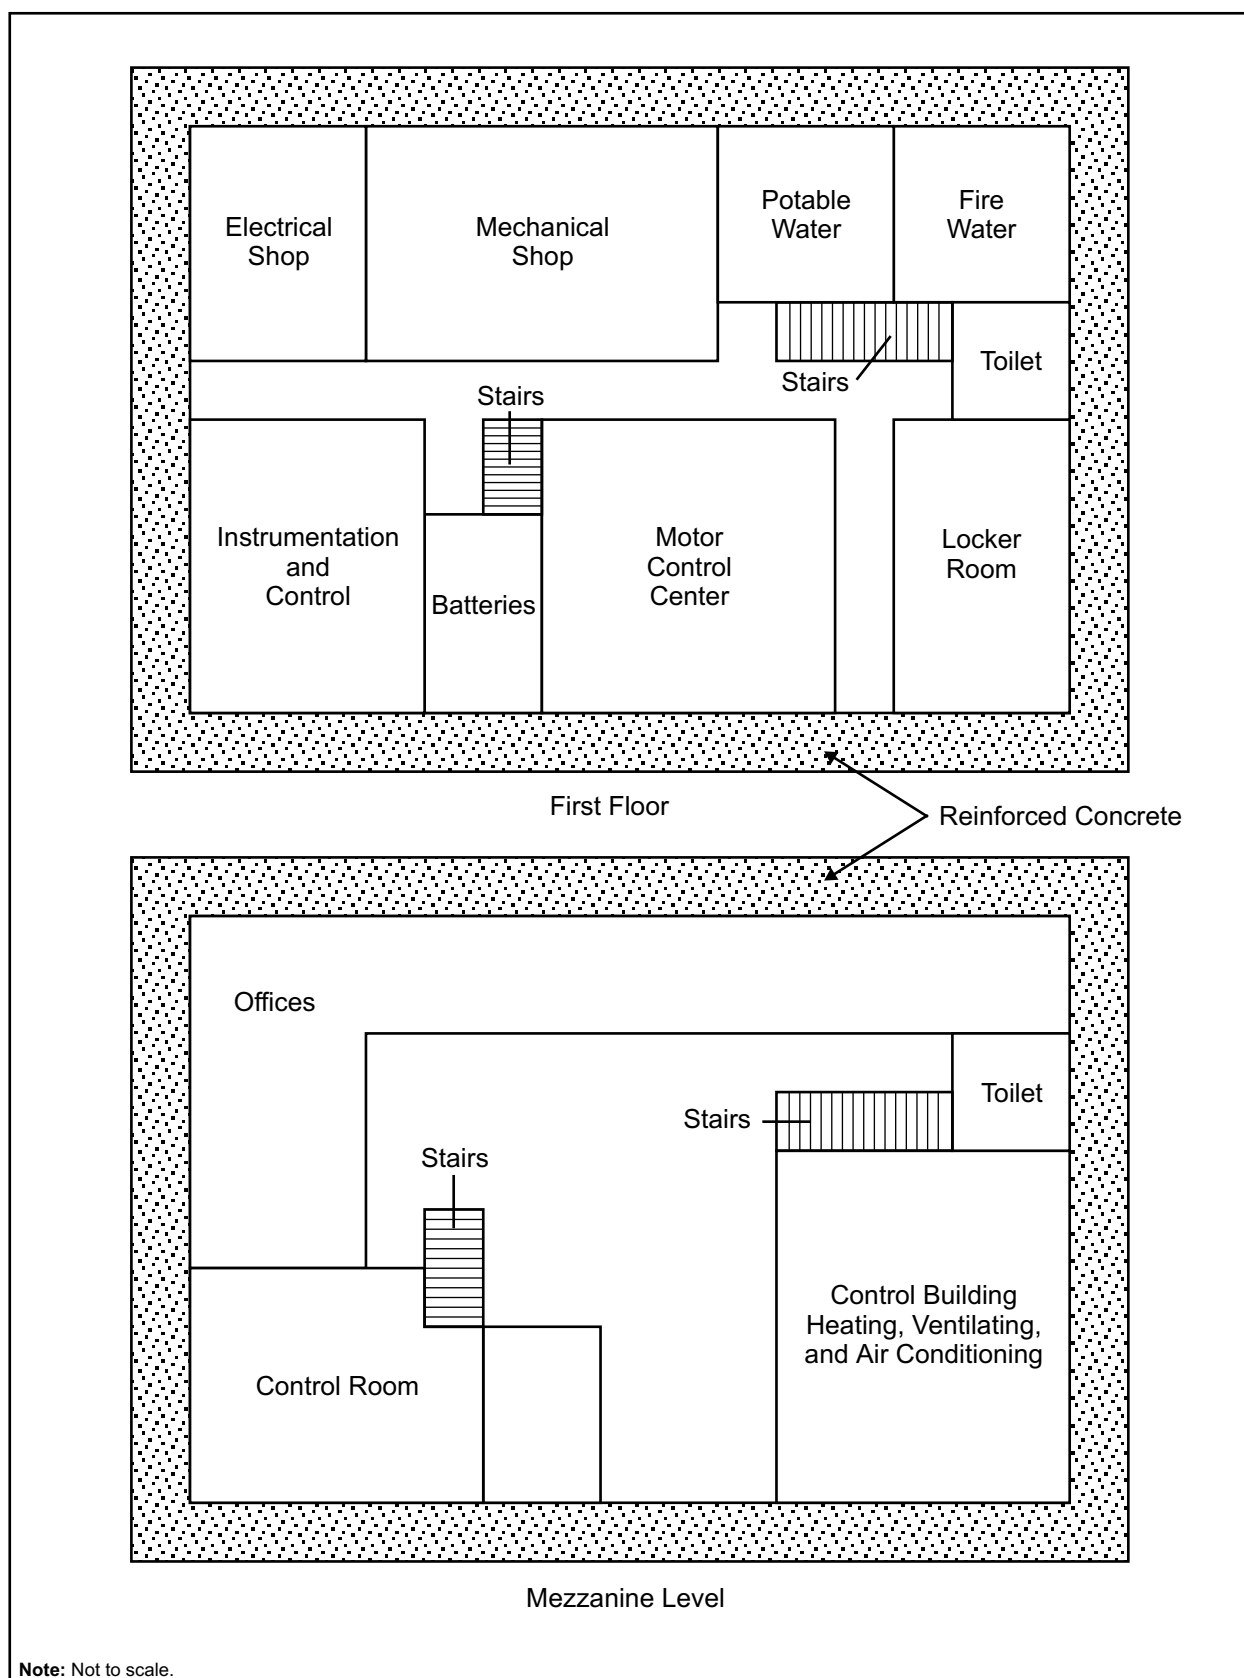 Electrical
Shop
Mechanical
Shop
Potable
Water
Fire
Water
Stairs
Toilet
Stairs
Instrumentation
and
Control
Batteries
Motor
Control
Center
Locker
Room
First Floor
Reinforced Concrete
Offices
Stairs
Toilet
Stairs
Control Building
Heating, Ventilating,
and Air Conditioning
Control Room
Mezzanine Level
Note: Not to scale.